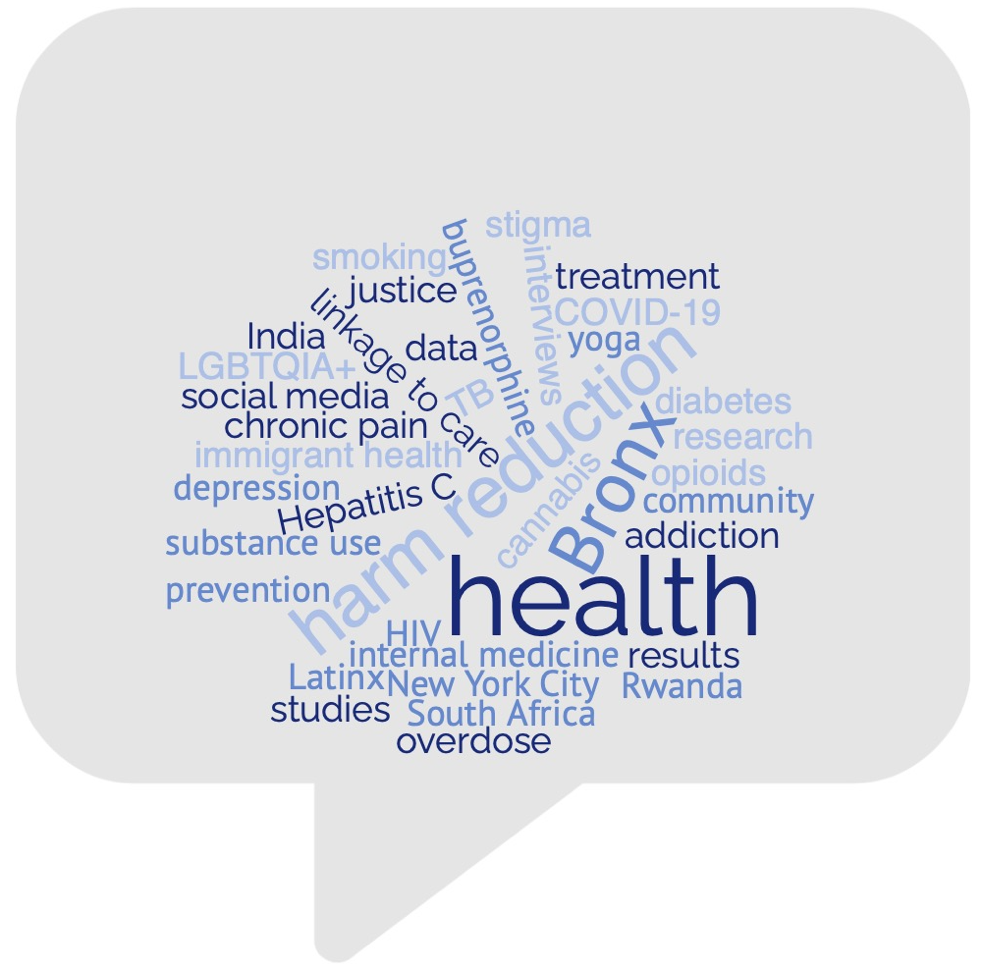 stigma
buprenorphine
smoking
interviews
treatment
justice
linkage to care
COVID-19
India
data
yoga
LGBTQIA+
harm reduction
social media
TB
diabetes
chronic pain
Bronx
research
immigrant health
cannabis
opioids
depression
Hepatitis C
community
substance use
addiction
prevention
health
HIV
internal medicine
results
Latinx
New York City
Rwanda
studies
South Africa
overdose